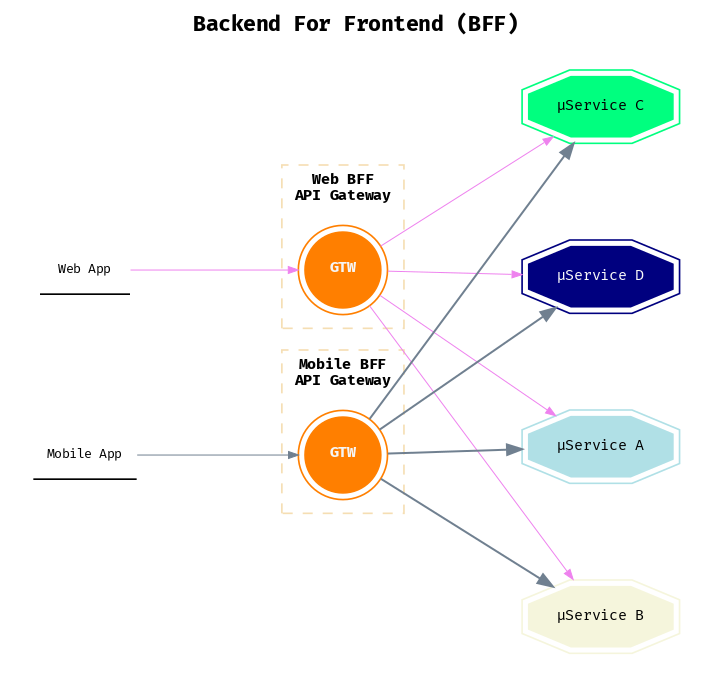 Backend For Frontend (BFF)
µService C
Web BFF
API Gateway
GTW
Web App
µService D
Mobile BFF
API Gateway
GTW
Mobile App
µService A
µService B